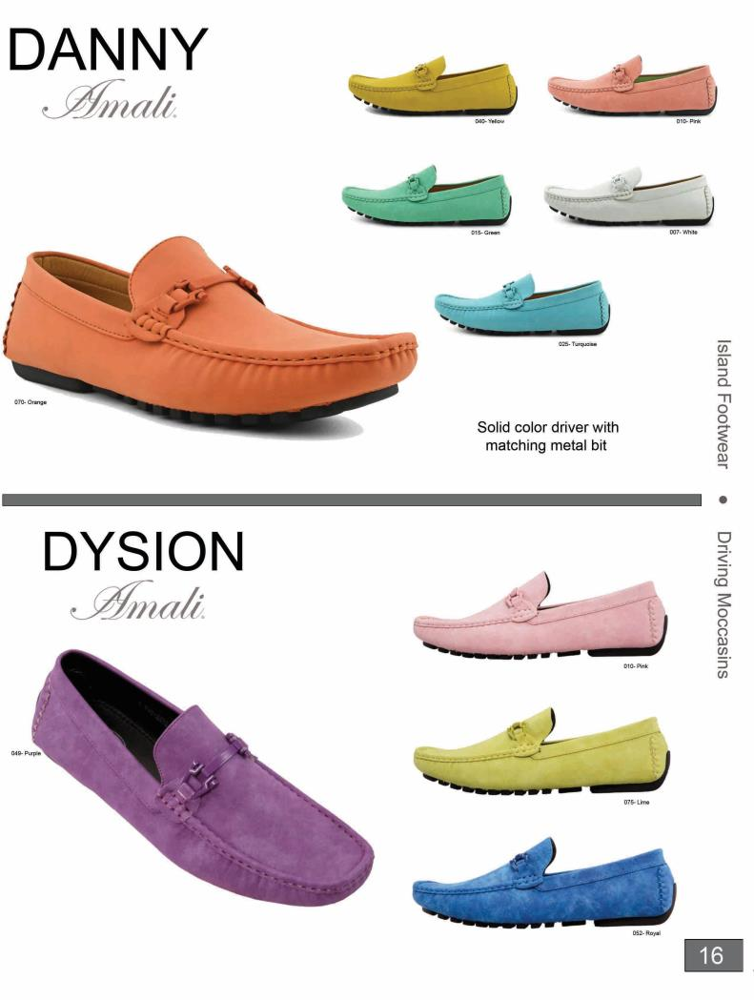 DANNY
Amali.
040- Yellow
010- Pink
015- Green
007- White
025- Turquoise
070- Orange
Solid color driver with
matching metal bit
Island Footwear • Driving Moccasins
DYSION
Amali.
010- Pink
049- Purple
075- Lime
052- Royal
16